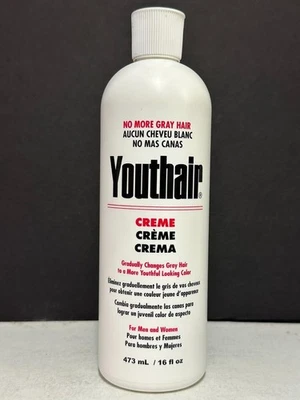 NO MORE GRAY HAIR
AUCUN CHEVEU BLANC
NO MAS CANAS
Youthair®
CREME
CRÈME
CREMA
Gradually Changes Gray Hair
to a More Youthful Looking Color
Éliminez graduellement le gris de vos cheveux
pour obtenir une couleur jeune d'apparence
Cambia gradualmente las canas para
lograr un juvenil color de aspecto
For Men and Women
Pour hommes et femmes
Para hombres y Mujeres
473 mL / 16 fl oz